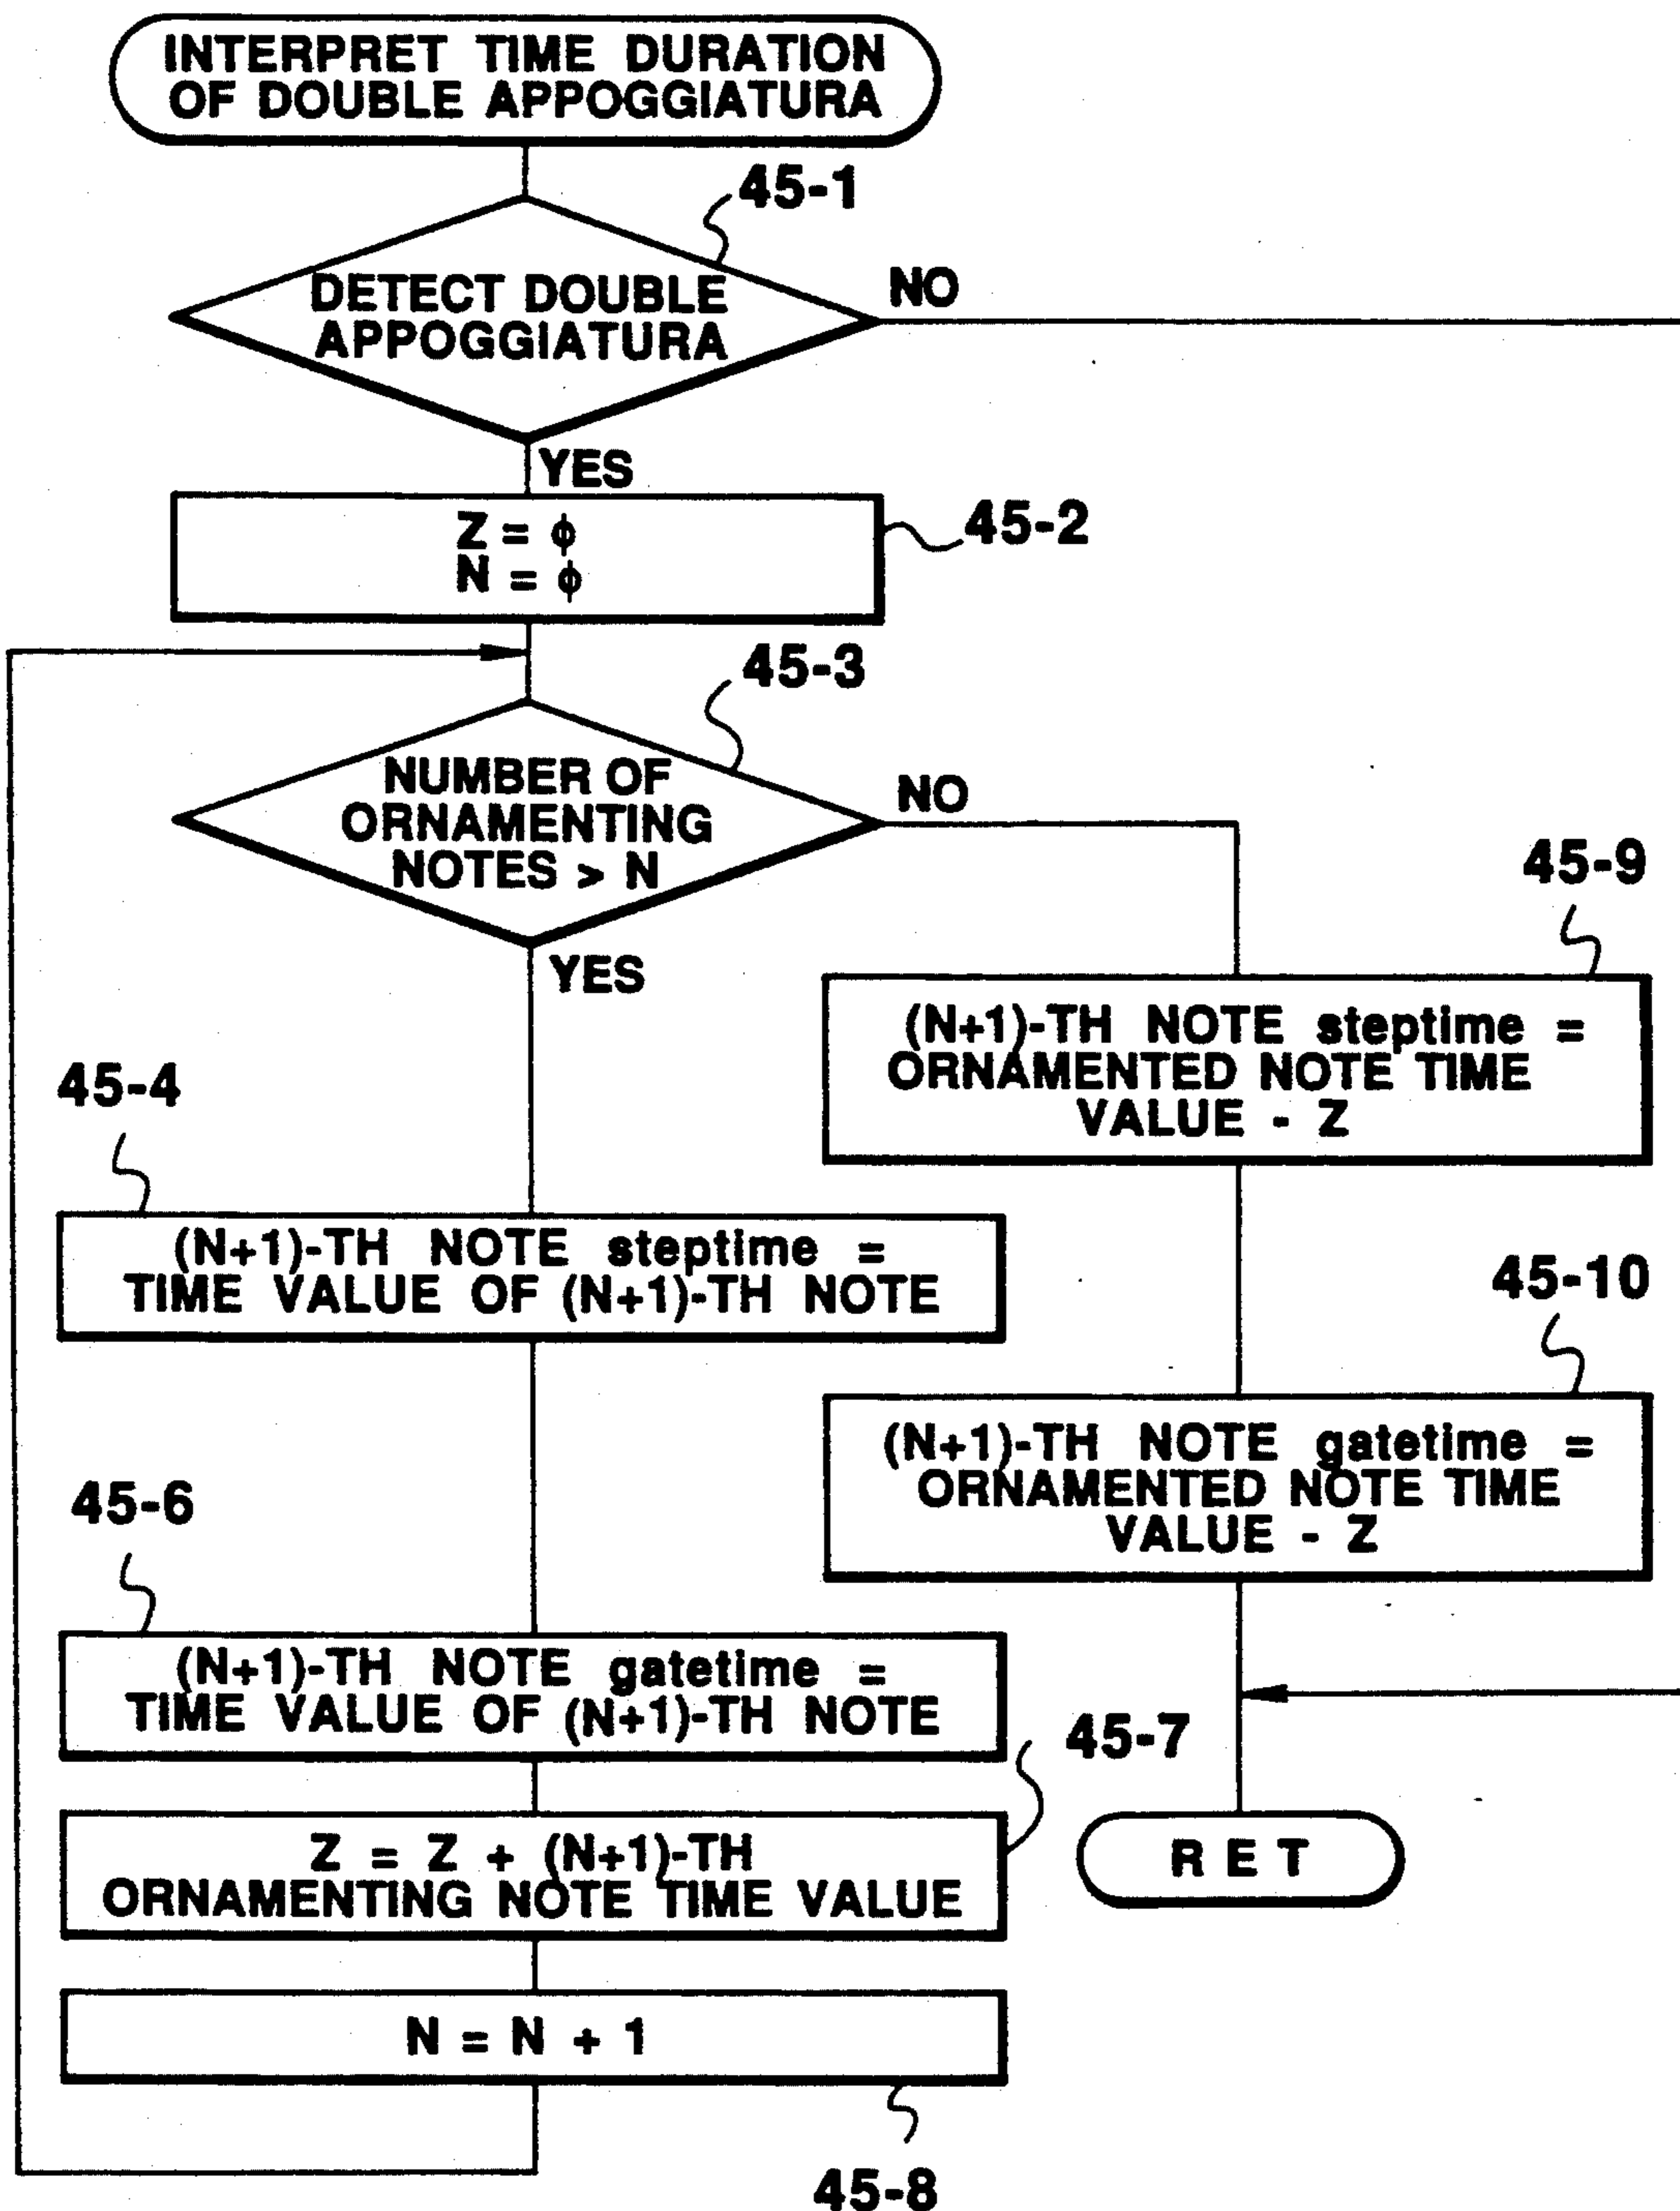 INTERPRET TIME DURATION
OF DOUBLE APPOGGIATURA
45-1
DETECT DOUBLE
APPOGGIATURA
NO
YES
Z = ϕ
N = ϕ
45-2
45-3
NUMBER OF
ORNAMENTING
NOTES > N
NO
YES
45-9
(N+1)-TH NOTE steptime =
ORNAMENTED NOTE TIME
VALUE - Z
45-4
(N+1)-TH NOTE steptime =
TIME VALUE OF (N+1)-TH NOTE
45-10
(N+1)-TH NOTE gatetime =
ORNAMENTED NOTE TIME
VALUE - Z
45-6
(N+1)-TH NOTE gatetime =
TIME VALUE OF (N+1)-TH NOTE
45-7
Z = Z + (N+1)-TH
ORNAMENTING NOTE TIME VALUE
RET
N = N + 1
45-8